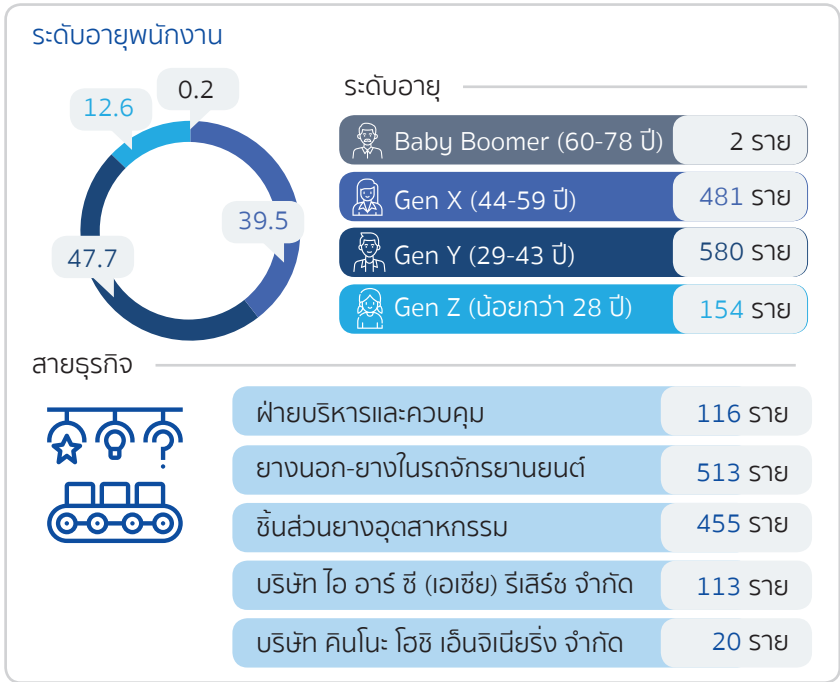 ระดับอายุพนักงาน
0.2
12.6
39.5
47.7
ระดับอายุ
Baby Boomer (60-78 ปี) 2 ราย
Gen X (44-59 ปี) 481 ราย
Gen Y (29-43 ปี) 580 ราย
Gen Z (น้อยกว่า 28 ปี) 154 ราย
สายธุรกิจ
ฝ่ายบริหารและควบคุม 116 ราย
ยางนอก-ยางในรถจักรยานยนต์ 513 ราย
ชิ้นส่วนยางอุตสาหกรรม 455 ราย
บริษัท ไอ อาร์ ซี (เอเซีย) รีเสิร์ช จำกัด 113 ราย
บริษัท คินโนะ โฮชิ เอ็นจิเนียริ่ง จำกัด 20 ราย